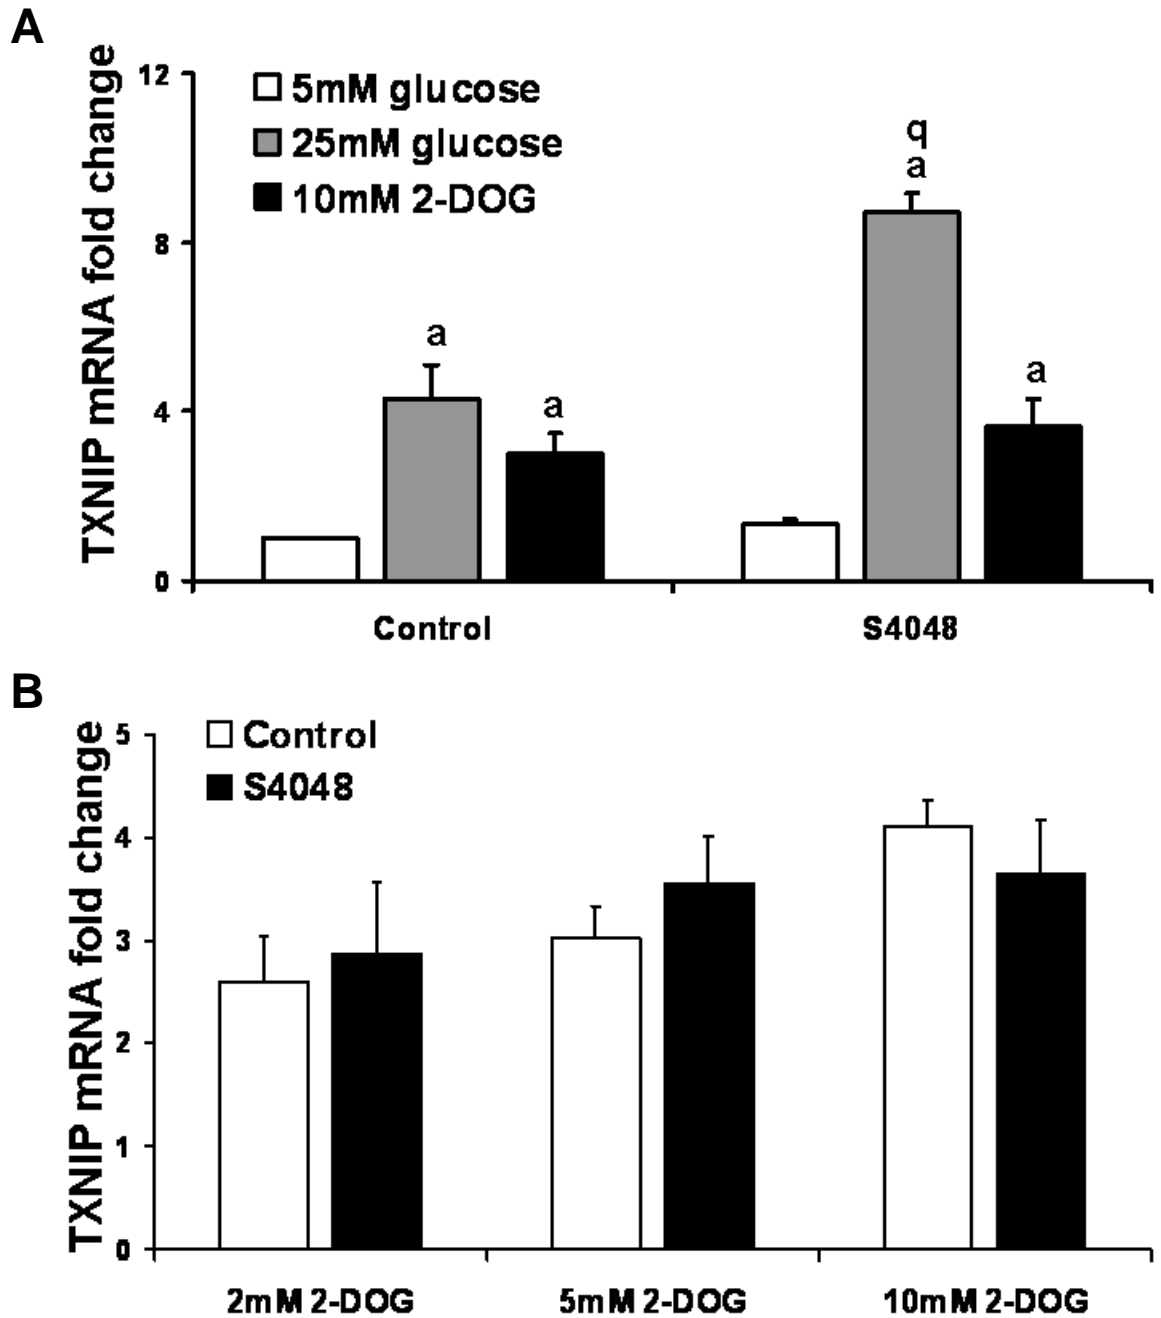 A
TXNIP mRNA fold change
12
8
4
0
5mM glucose
25mM glucose
10mM 2-DOG
a
a
q
a
a
Control
S4048
B
TXNIP mRNA fold change
5
4
3
2
1
0
Control
S4048
2mM 2-DOG
5mM 2-DOG
10mM 2-DOG